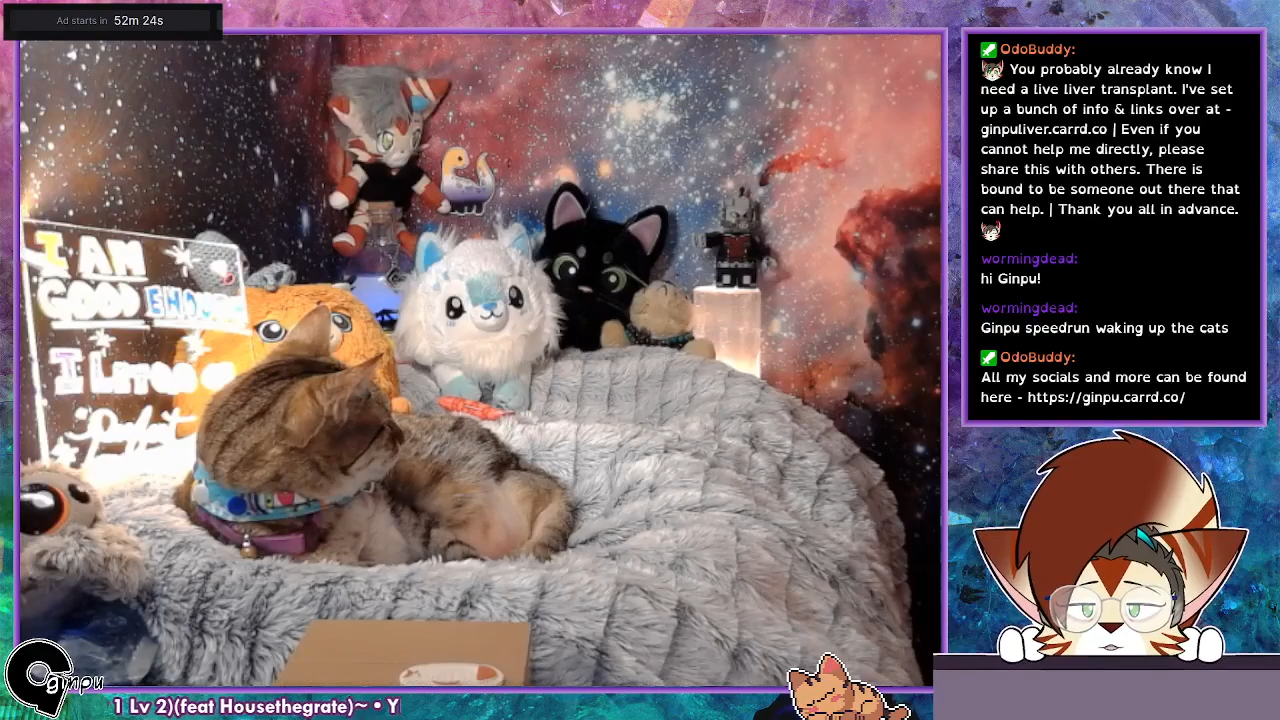 Ad starts in 52m 24s
OdoBuddy:
You probably already know I
need a live liver transplant. I've set
up a bunch of info & links over at -
ginpuliver.carrd.co | Even if you
cannot help me directly, please
share this with others. There is
bound to be someone out there that
can help. | Thank you all in advance.
wormingdead:
hi Ginpu!
wormingdead:
Ginpu speedrun waking up the cats
OdoBuddy:
All my socials and more can be found
here - https://ginpu.carrd.co/
I AM
GOOD ENOUGH
I
Perfect
ginpu
1 Lv 2)(feat Housethegrate)~ • Y